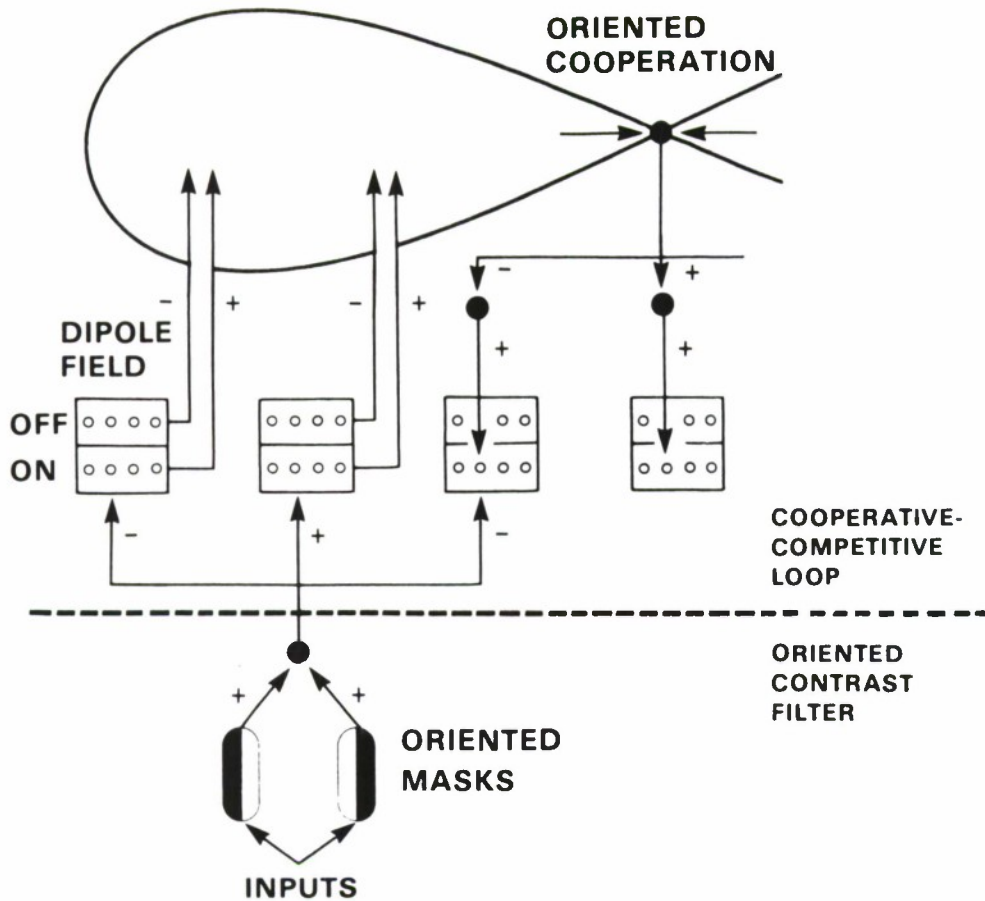 ORIENTED
COOPERATION
-
+
-
+
-
+
+
+
DIPOLE
FIELD
OFF
ON
-
+
-
COOPERATIVE-
COMPETITIVE
LOOP
ORIENTED
CONTRAST
FILTER
+
+
ORIENTED
MASKS
INPUTS